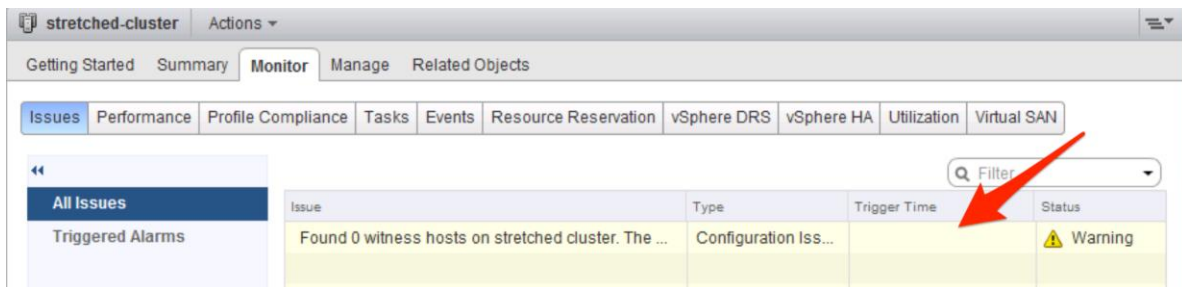 stretched-cluster Actions
Getting Started Summary Monitor Manage Related Objects
Issues Performance Profile Compliance Tasks Events Resource Reservation vSphere DRS vSphere HA Utilization Virtual SAN
Filter
All Issues
Triggered Alarms
Issue Type Trigger Time Status
Found 0 witness hosts on stretched cluster. The ... Configuration Iss... Warning